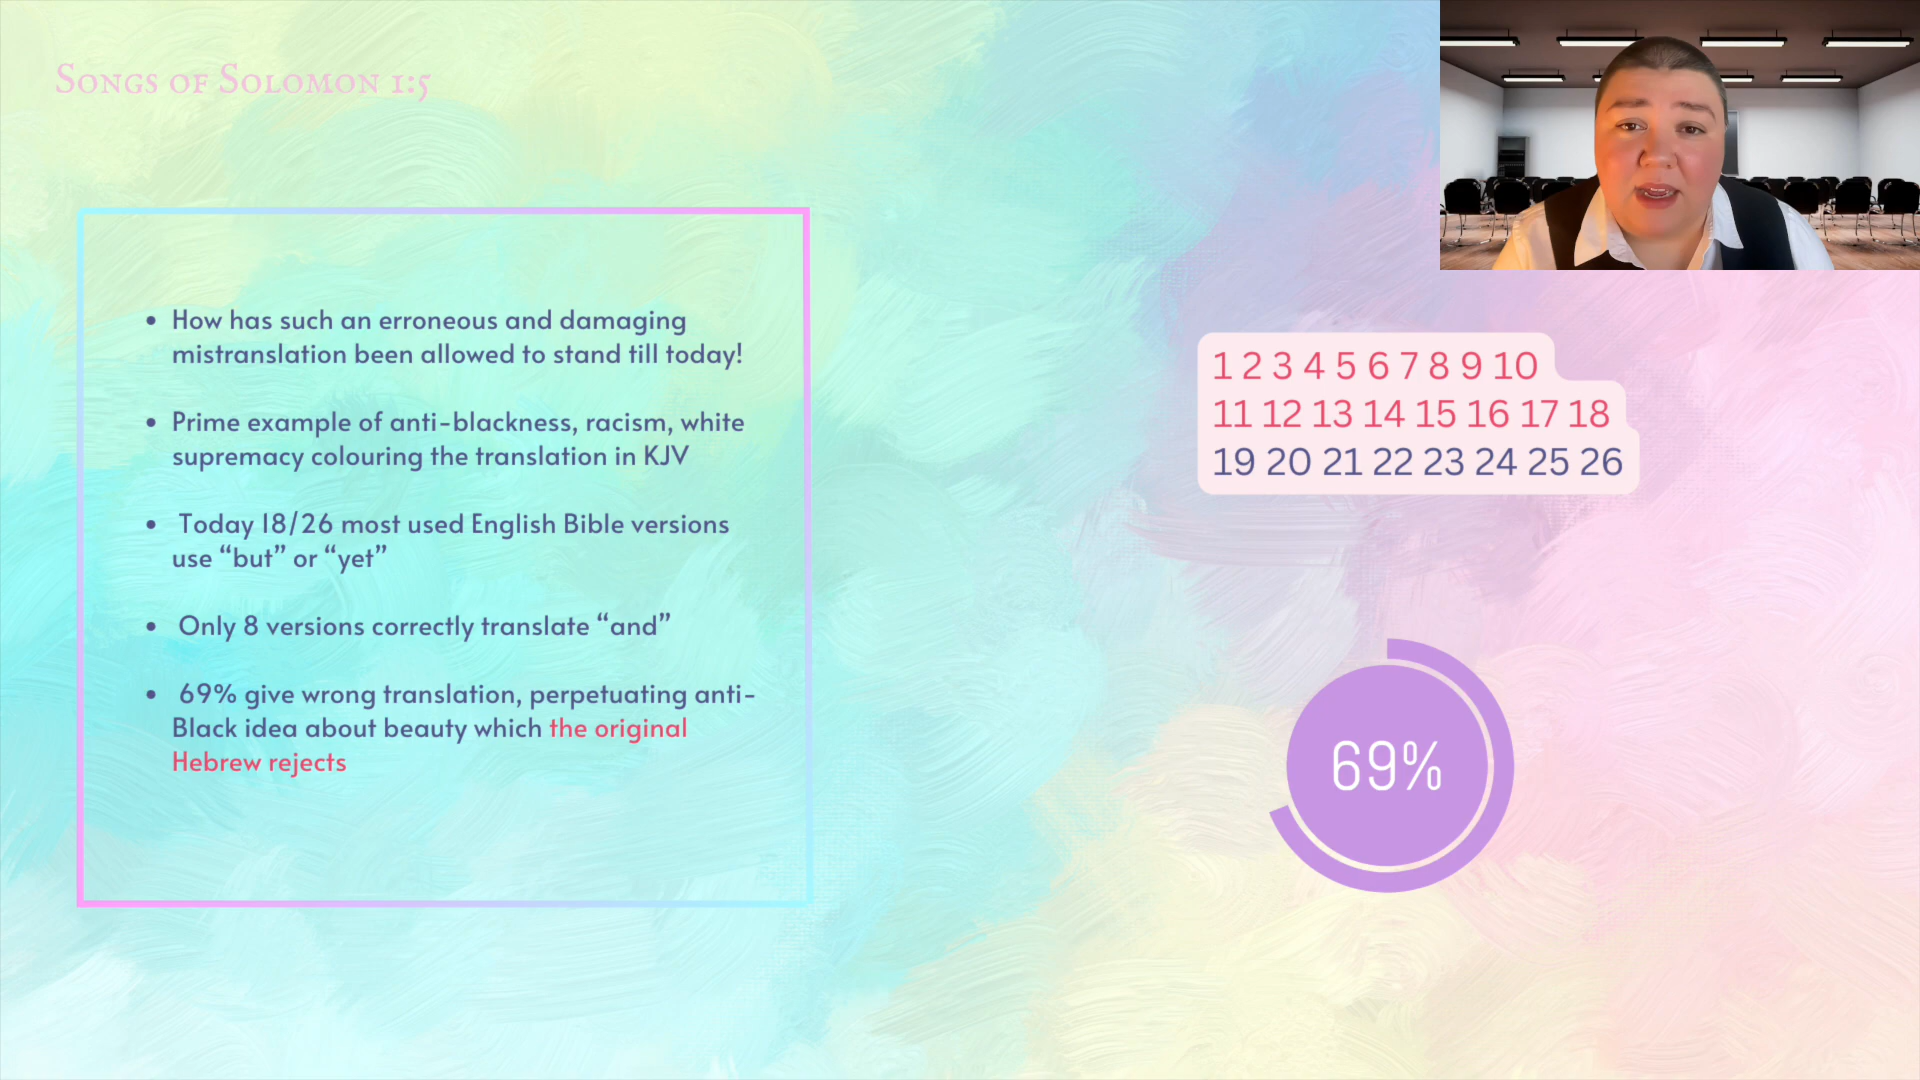 Songs of Solomon 1:5
• How has such an erroneous and damaging
mistranslation been allowed to stand till today!
• Prime example of anti-blackness, racism, white
supremacy colouring the translation in KJV
• Today 18/26 most used English Bible versions
use “but” or “yet”
• Only 8 versions correctly translate “and”
• 69% give wrong translation, perpetuating anti-
Black idea about beauty which the original
Hebrew rejects
1 2 3 4 5 6 7 8 9 10
11 12 13 14 15 16 17 18
19 20 21 22 23 24 25 26
69%